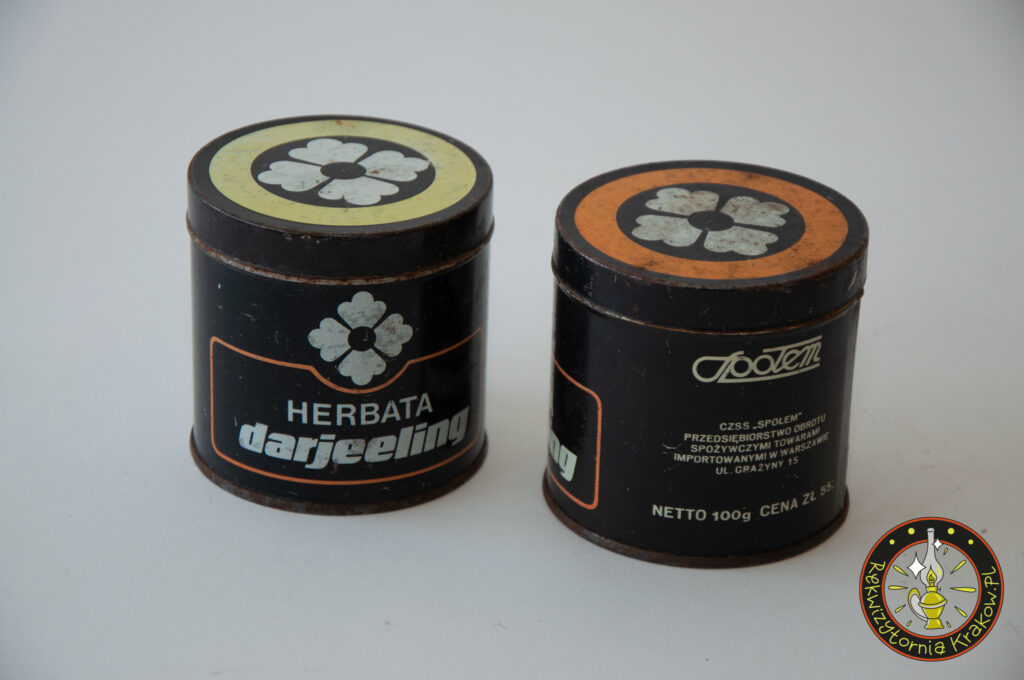 HERBATA
darjeeling
ng
Społem
CZSS „SPOŁEM"
PRZEDSIĘBIORSTWO OBROTU
SPOŻYWCZYMI TOWARAMI
IMPORTOWANYMI W WARSZAWIE
UL. GRAŻYNY 15
NETTO 100g CENA ZŁ 55,
Rekwizytornia Krakow.pl